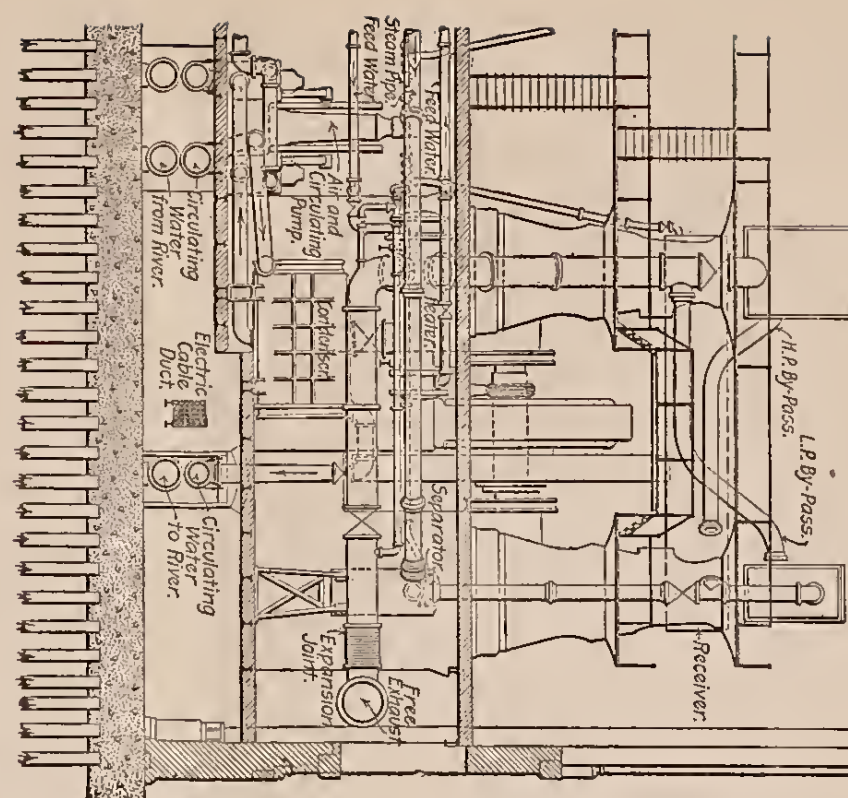 H.P. By-Pass.
L.P. By-Pass.
Receiver.
Feed Water
Heater.
Separator.
Steam Pipe.
Feed Water
Air and
Circulating
Pump.
Condenser
Free
Exhaust
Expansion
Joint.
Circulating
Water
from River.
Electric
Cable
Duct.
Circulating
Water
to River.